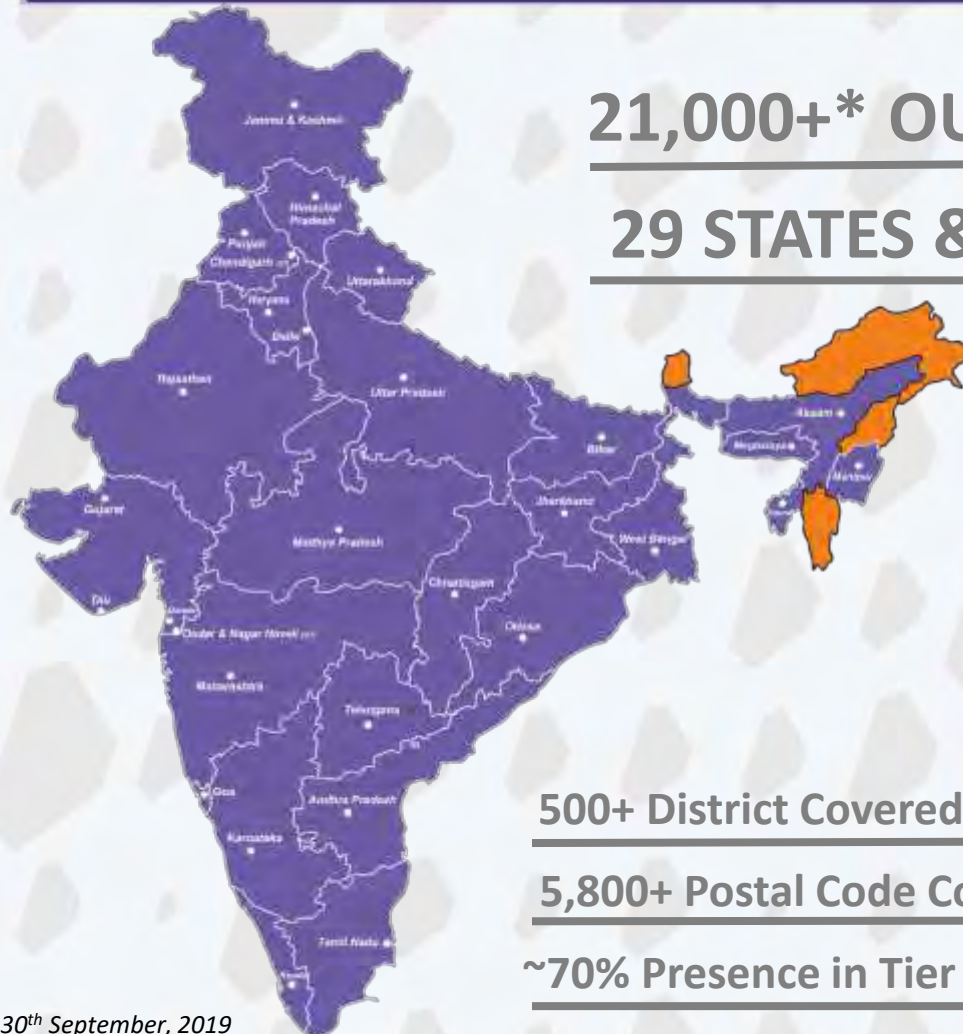 21,000+* OU
29 STATES &
Jammu & Kashmir
Himachal
Pradesh
Punjab
Chandigarh
Uttarakhand
Haryana
Delhi
Rajasthan
Uttar Pradesh
Assam
Bihar
Meghalaya
Manipur
Jharkhand
Gujarat
West Bengal
Madhya Pradesh
Chhattisgarh
Diu
Daman
Dadar & Nagar Haveli
Maharashtra
Telangana
Goa
Andhra Pradesh
Karnataka
Tamil Nadu
Kerala
500+ District Covered
5,800+ Postal Code Co
~70% Presence in Tier
30th September, 2019